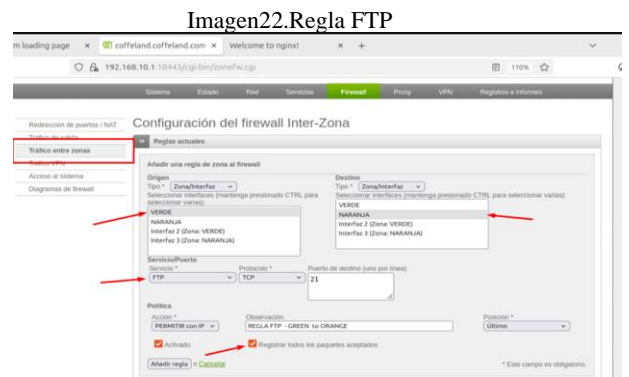 Imagen22.Regla FTP
m loading page × coffeland.coffeland.com × Welcome to nginx! × +
192.168.10.1:10443/cgi-bin/zonefw.cgi 110%
Sistema Estado Red Servicios Firewall Proxy VPN Registros e informes
Redirección de puertos / NAT
Tráfico de salida
Tráfico entre zonas
Tráfico VPN
Acceso al sistema
Diagramas de firewall
Configuración del firewall Inter-Zona
Reglas actuales
Añadir una regla de zona al firewall
Origen Destino
Tipo * Zona/Interfaz Tipo * Zona/Interfaz
Seleccionar interfaces (mantenga presionado CTRL para seleccionar varias): Seleccionar interfaces (mantenga presionado CTRL para seleccionar varias):
VERDE VERDE
NARANJA NARANJA
Interfaz 2 (Zona: VERDE) Interfaz 2 (Zona: VERDE)
Interfaz 3 (Zona: NARANJA) Interfaz 3 (Zona: NARANJA)
Servicio/Puerto
Servicio * Protocolo * Puerto de destino (uno por línea)
FTP TCP 21
Política
Acción * Observación Posición *
PERMITIR con IP REGLA FTP - GREEN to ORANGE Último
Activado Registrar todos los paquetes aceptados
Añadir regla o Cancelar * Este campo es obligatorio.